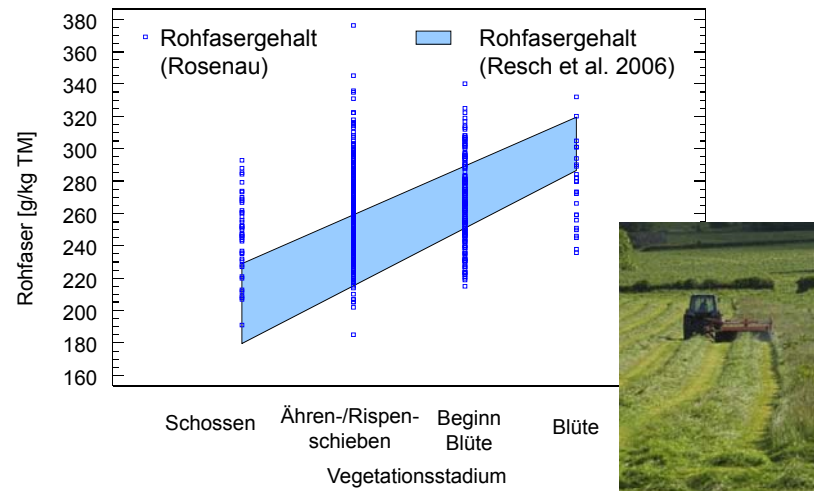 380
360
340
320
300
280
260
240
220
200
180
160
Rohfaser [g/kg TM]
Rohfasergehalt
(Rosenau)
Rohfasergehalt
(Resch et al. 2006)
Schossen
Ähren-/Rispen-
schieben
Beginn
Blüte
Blüte
Vegetationsstadium